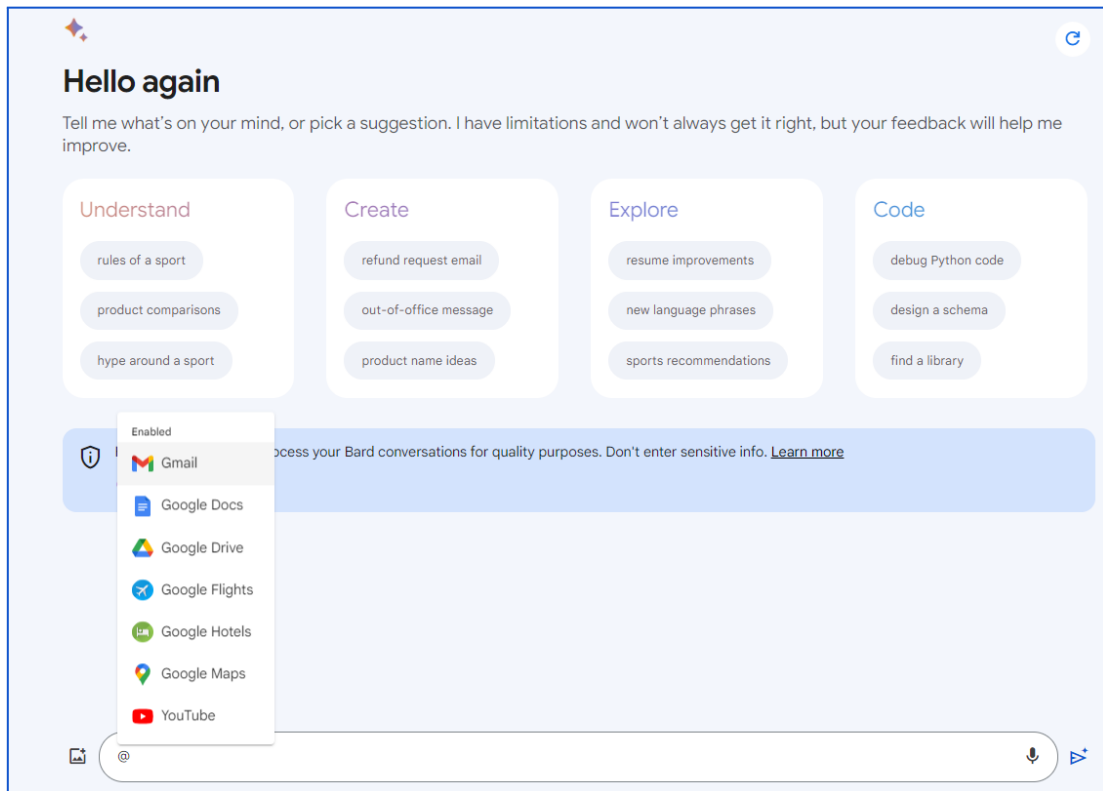 Hello again
Tell me what's on your mind, or pick a suggestion. I have limitations and won't always get it right, but your feedback will help me
improve.
Understand
rules of a sport
product comparisons
hype around a sport
Create
refund request email
out-of-office message
product name ideas
Explore
resume improvements
new language phrases
sports recommendations
Code
debug Python code
design a schema
find a library
your Bard conversations for quality purposes. Don't enter sensitive info. Learn more
Enabled
Gmail
Google Docs
Google Drive
Google Flights
Google Hotels
Google Maps
YouTube
@